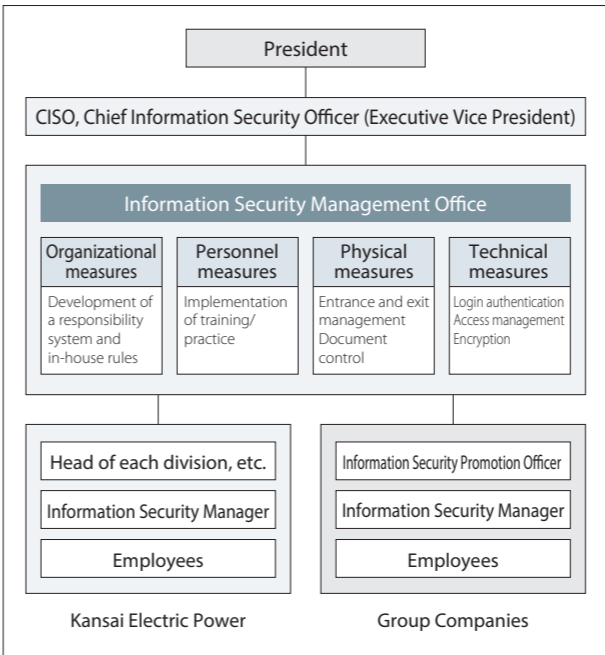 President
CISO, Chief Information Security Officer (Executive Vice President)
Information Security Management Office
Organizational
measures
Development of
a responsibility
system and
in-house rules
Personnel
measures
Implementation
of training/
practice
Physical
measures
Entrance and exit
management
Document
control
Technical
measures
Login authentication
Access management
Encryption
Head of each division, etc.
Information Security Manager
Employees
Kansai Electric Power
Information Security Promotion Officer
Information Security Manager
Employees
Group Companies